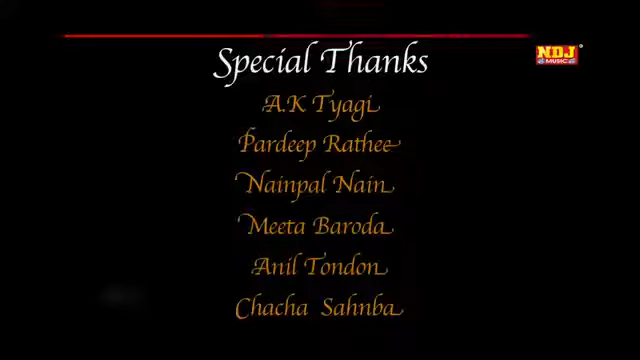 NDJ
MUSIC
Special Thanks
A.K Tyagi
Pardeep Rathee
Nainpal Nain
Meeta Baroda
Anil Tondon
Chacha Sahnba